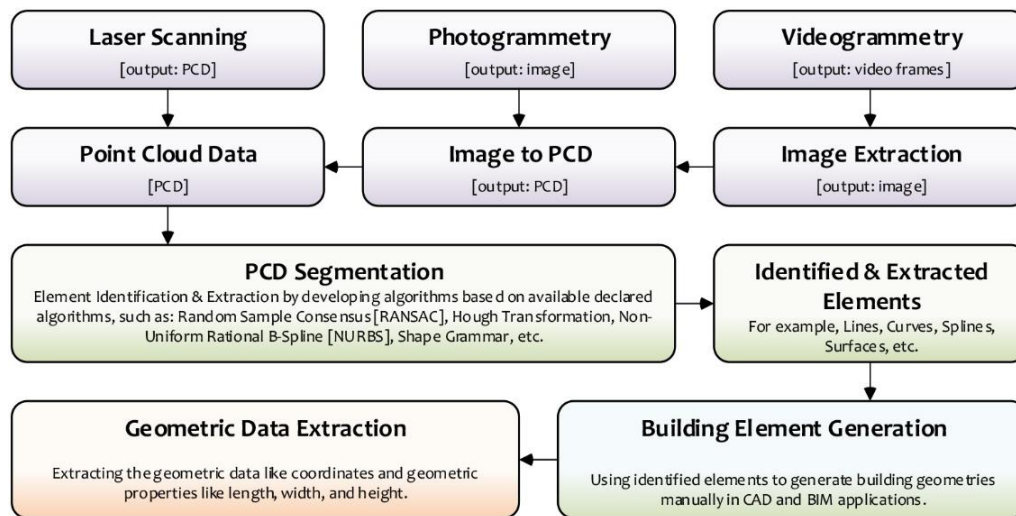 Laser Scanning
[output: PCD]
Photogrammetry
[output: image]
Videogrammetry
[output: video frames]
Point Cloud Data
[PCD]
Image to PCD
[output: PCD]
Image Extraction
[output: image]
PCD Segmentation
Element Identification & Extraction by developing algorithms based on available declared
algorithms, such as: Random Sample Consensus [RANSAC], Hough Transformation, Non-
Uniform Rational B-Spline [NURBS], Shape Grammar, etc.
Identified & Extracted
Elements
For example, Lines, Curves, Splines,
Surfaces, etc.
Geometric Data Extraction
Extracting the geometric data like coordinates and geometric
properties like length, width, and height.
Building Element Generation
Using identified elements to generate building geometries
manually in CAD and BIM applications.